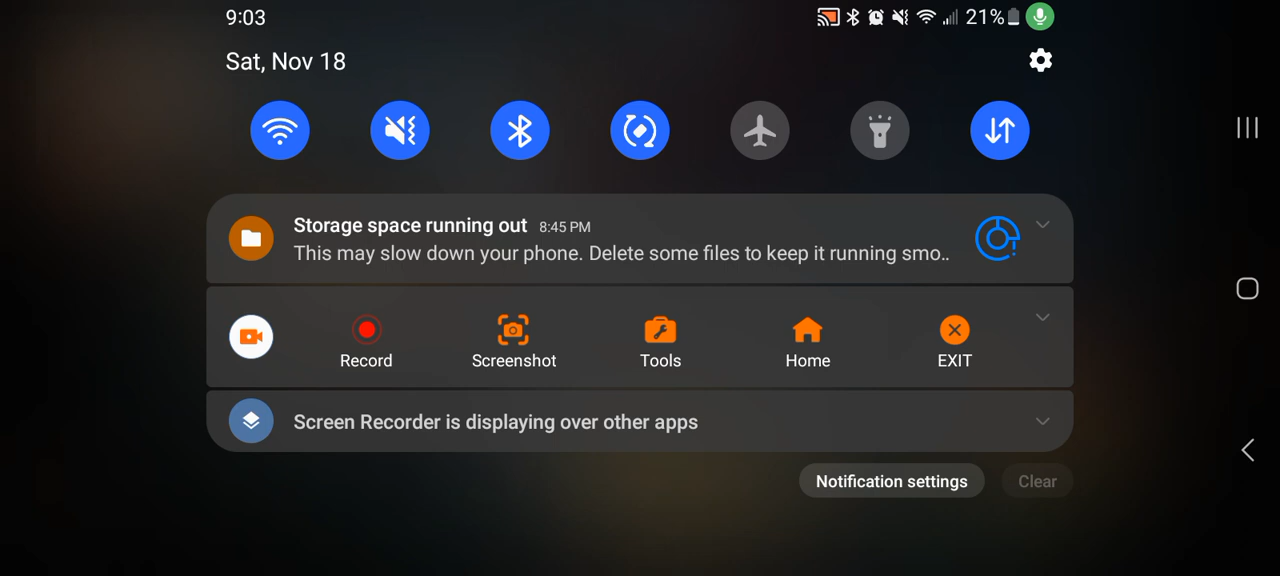 9:03
21%
Sat, Nov 18
Storage space running out 8:45 PM
This may slow down your phone. Delete some files to keep it running smo..
Record Screenshot Tools Home EXIT
Screen Recorder is displaying over other apps
Notification settings Clear